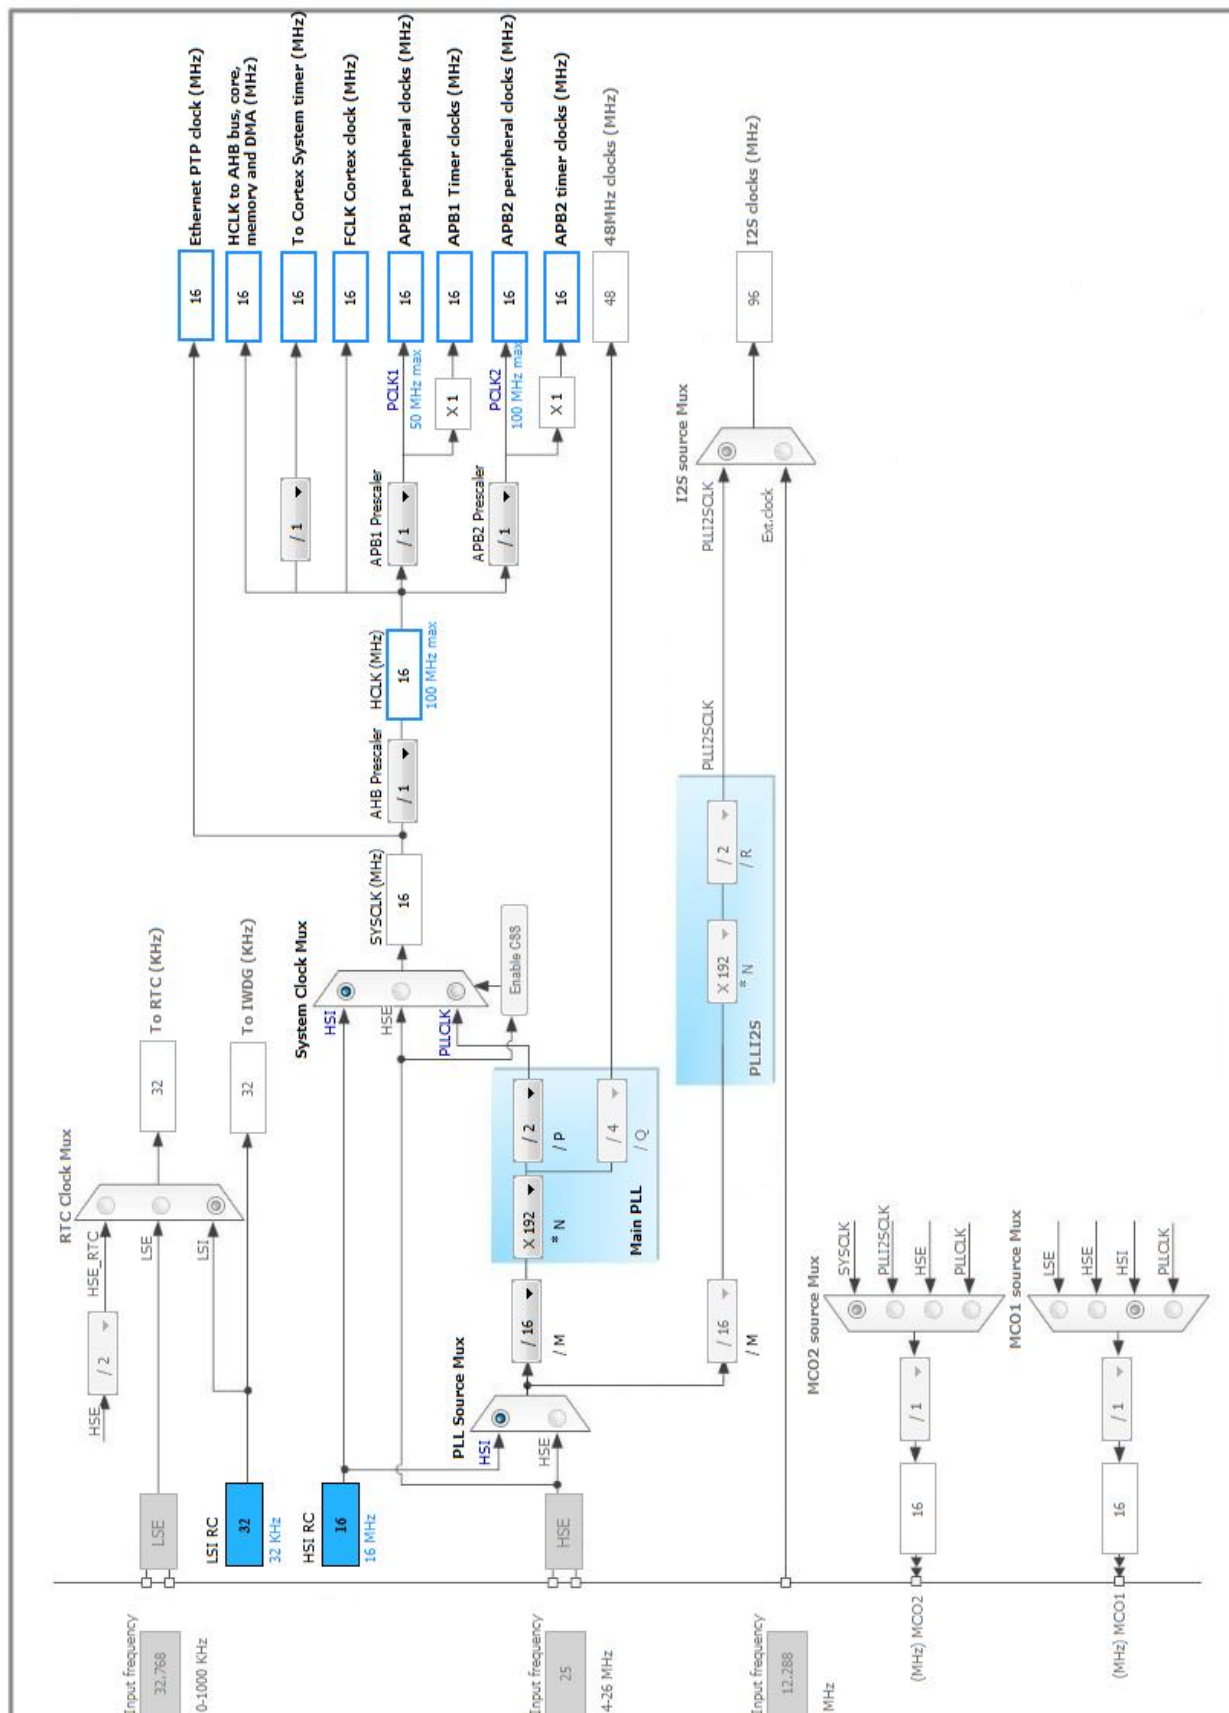 Input frequency
32.768
0-1000 KHz
LSE
HSE
/ 2
HSE_RTC
LSE
LSI
RTC Clock Mux
32
To RTC (KHz)
LSI RC
32
32 KHz
32
To IWDG (KHz)
HSI RC
16
16 MHz
Input frequency
25
4-26 MHz
HSE
PLL Source Mux
HSI
HSE
/ 16
/ M
X 192
* N
/ 2
/ P
/ 4
/ Q
Main PLL
System Clock Mux
HSI
HSE
PLLCLK
Enable CSS
SYSCLK (MHz)
16
AHB Prescaler
/ 1
HCLK (MHz)
16
100 MHz max
/ 1
APB1 Prescaler
/ 1
PCLK1
50 MHz max
X 1
APB2 Prescaler
/ 1
PCLK2
100 MHz max
X 1
16
Ethernet PTP clock (MHz)
16
HCLK to AHB bus, core,
memory and DMA (MHz)
16
To Cortex System timer (MHz)
16
FCLK Cortex clock (MHz)
16
APB1 peripheral clocks (MHz)
16
APB1 Timer clocks (MHz)
16
APB2 peripheral clocks (MHz)
16
APB2 timer clocks (MHz)
48
48MHz clocks (MHz)
/ 16
/ M
X 192
* N
/ 2
/ R
PLLI2S
PLLI2SCLK
PLLI2SCLK
I2S source Mux
Ext.clock
96
I2S clocks (MHz)
Input frequency
12.288
MHz
MCO2 source Mux
SYSCLK
PLLI2SCLK
HSE
PLLCLK
/ 1
16
(MHz) MCO2
MCO1 source Mux
LSE
HSE
HSI
PLLCLK
/ 1
16
(MHz) MCO1